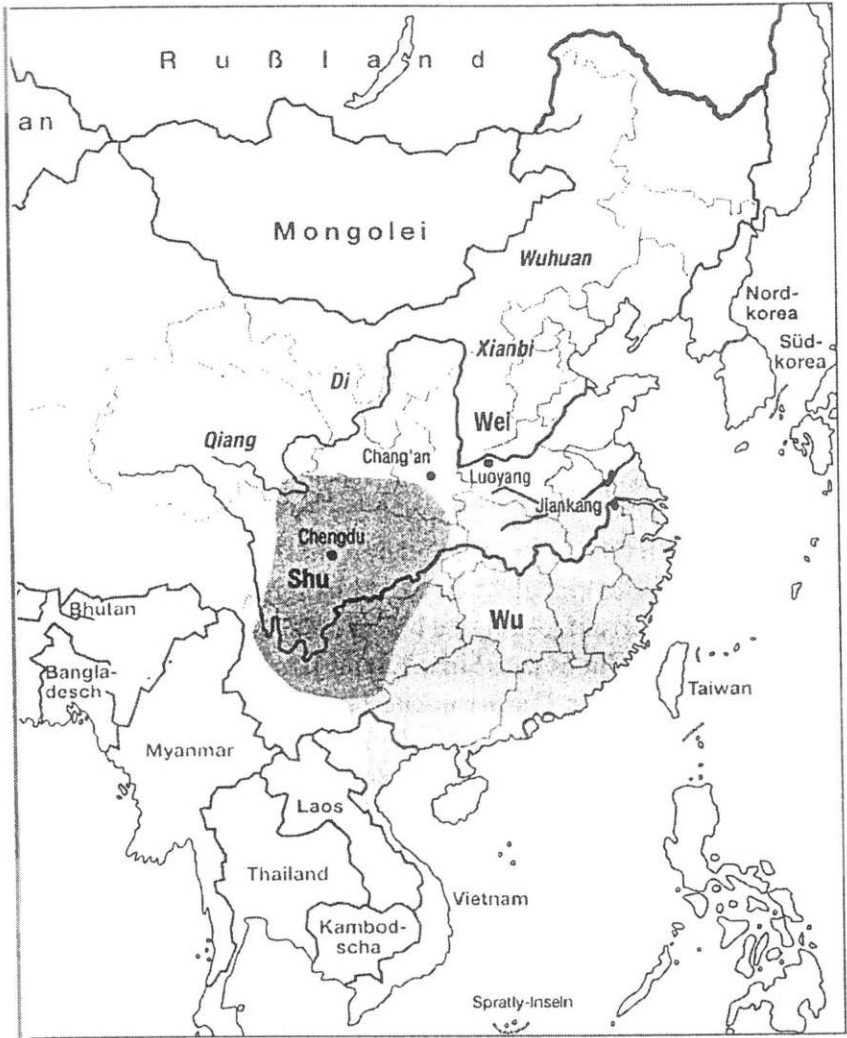 Rußland
an
Mongolei
Wuhuan
Nord-
korea
Xianbi
Süd-
korea
Di
Wei
Qiang
Chang'an
Luoyang
Jiankang
Chengdu
Shu
Wu
Bhutan
Bangla-
desch
Taiwan
Myanmar
Laos
Thailand
Vietnam
Kambod-
scha
Spratly-Inseln